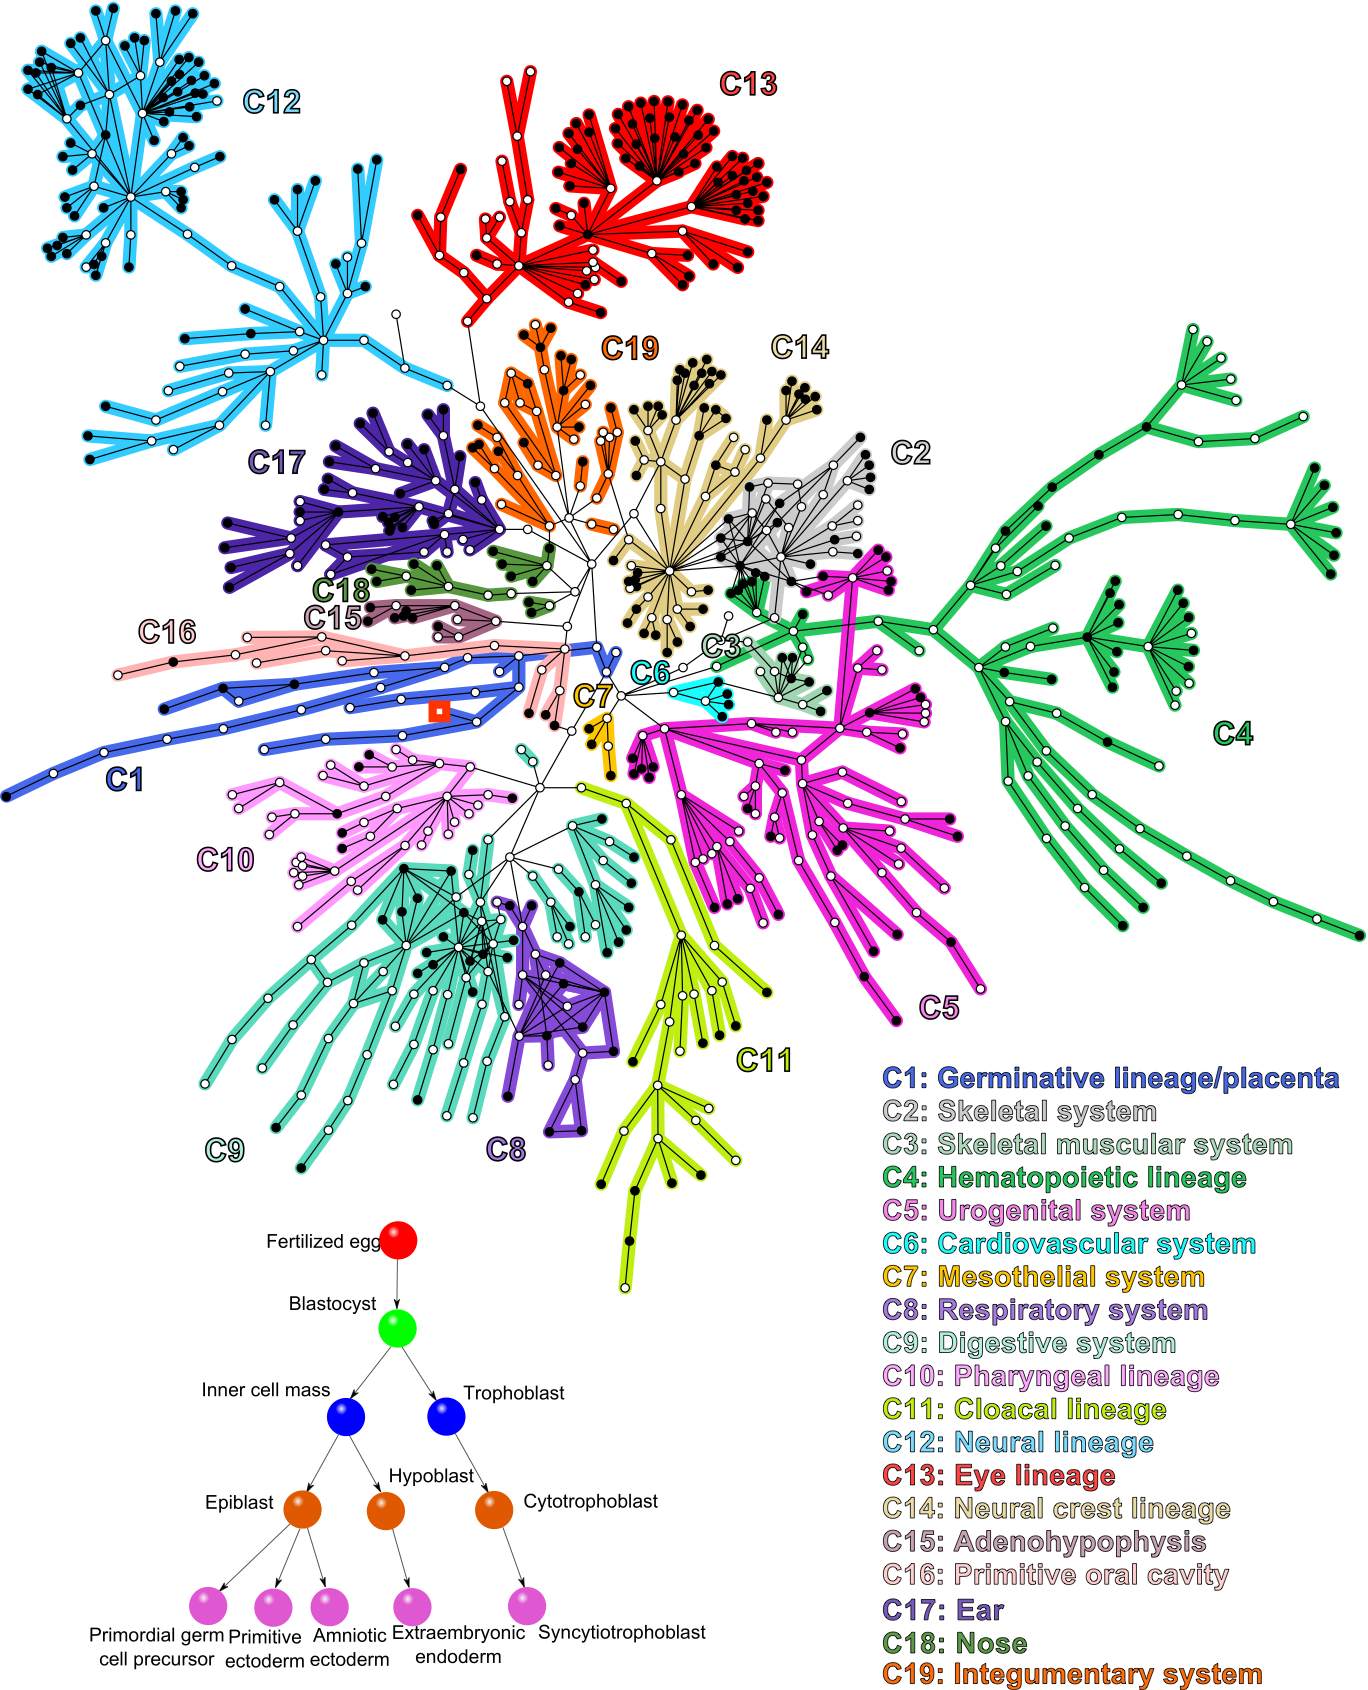 C12
C13
C19
C14
C17
C2
C18
C15
C16
C3
C6
C7
C4
C1
C10
C5
C11
C9
C8
C1: Germinative lineage/placenta
C2: Skeletal system
C3: Skeletal muscular system
C4: Hematopoietic lineage
C5: Urogenital system
C6: Cardiovascular system
C7: Mesothelial system
C8: Respiratory system
C9: Digestive system
C10: Pharyngeal lineage
C11: Cloacal lineage
C12: Neural lineage
C13: Eye lineage
C14: Neural crest lineage
C15: Adenohypophysis
C16: Primitive oral cavity
C17: Ear
C18: Nose
C19: Integumentary system
Fertilized egg
Blastocyst
Inner cell mass
Trophoblast
Hypoblast
Epiblast
Cytotrophoblast
Primordial germ
cell precursor
Primitive
ectoderm
Amniotic
ectoderm
Extraembryonic
endoderm
Syncytiotrophoblast